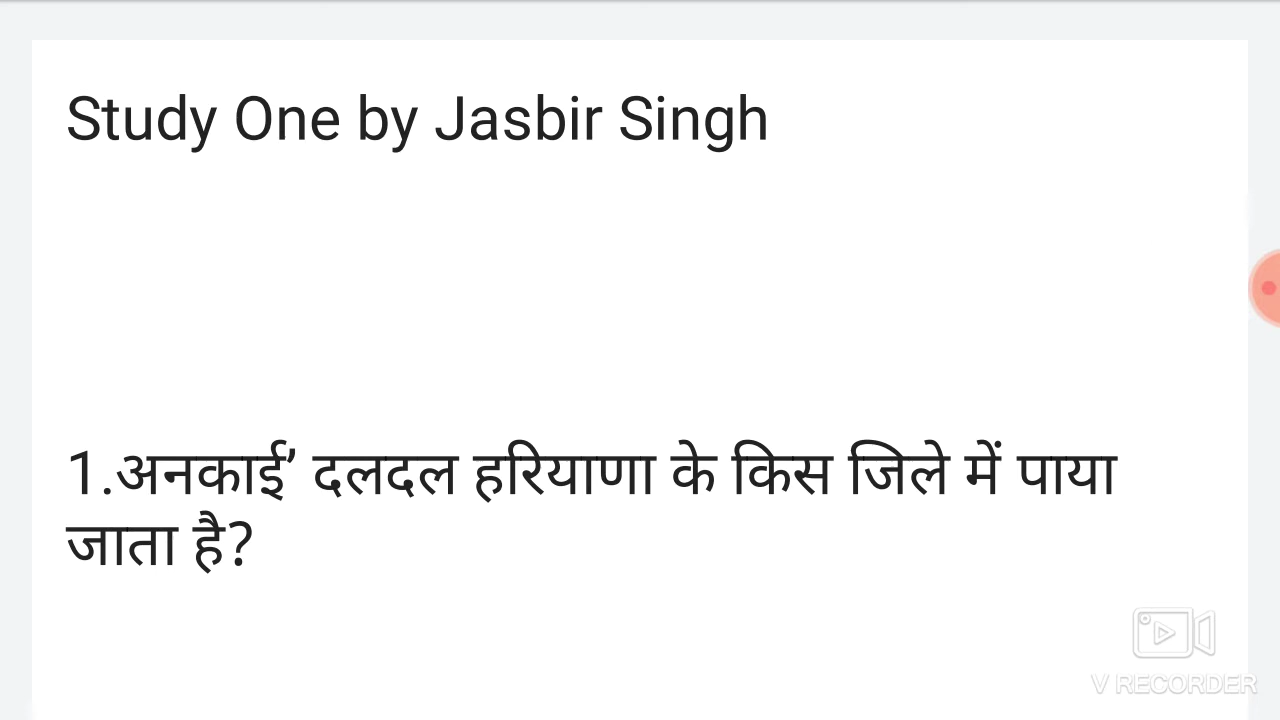 Study One by Jasbir Singh
1.अनकाई’ दलदल हरियाणा के किस जिले में पाया
जाता है?
V RECORDER